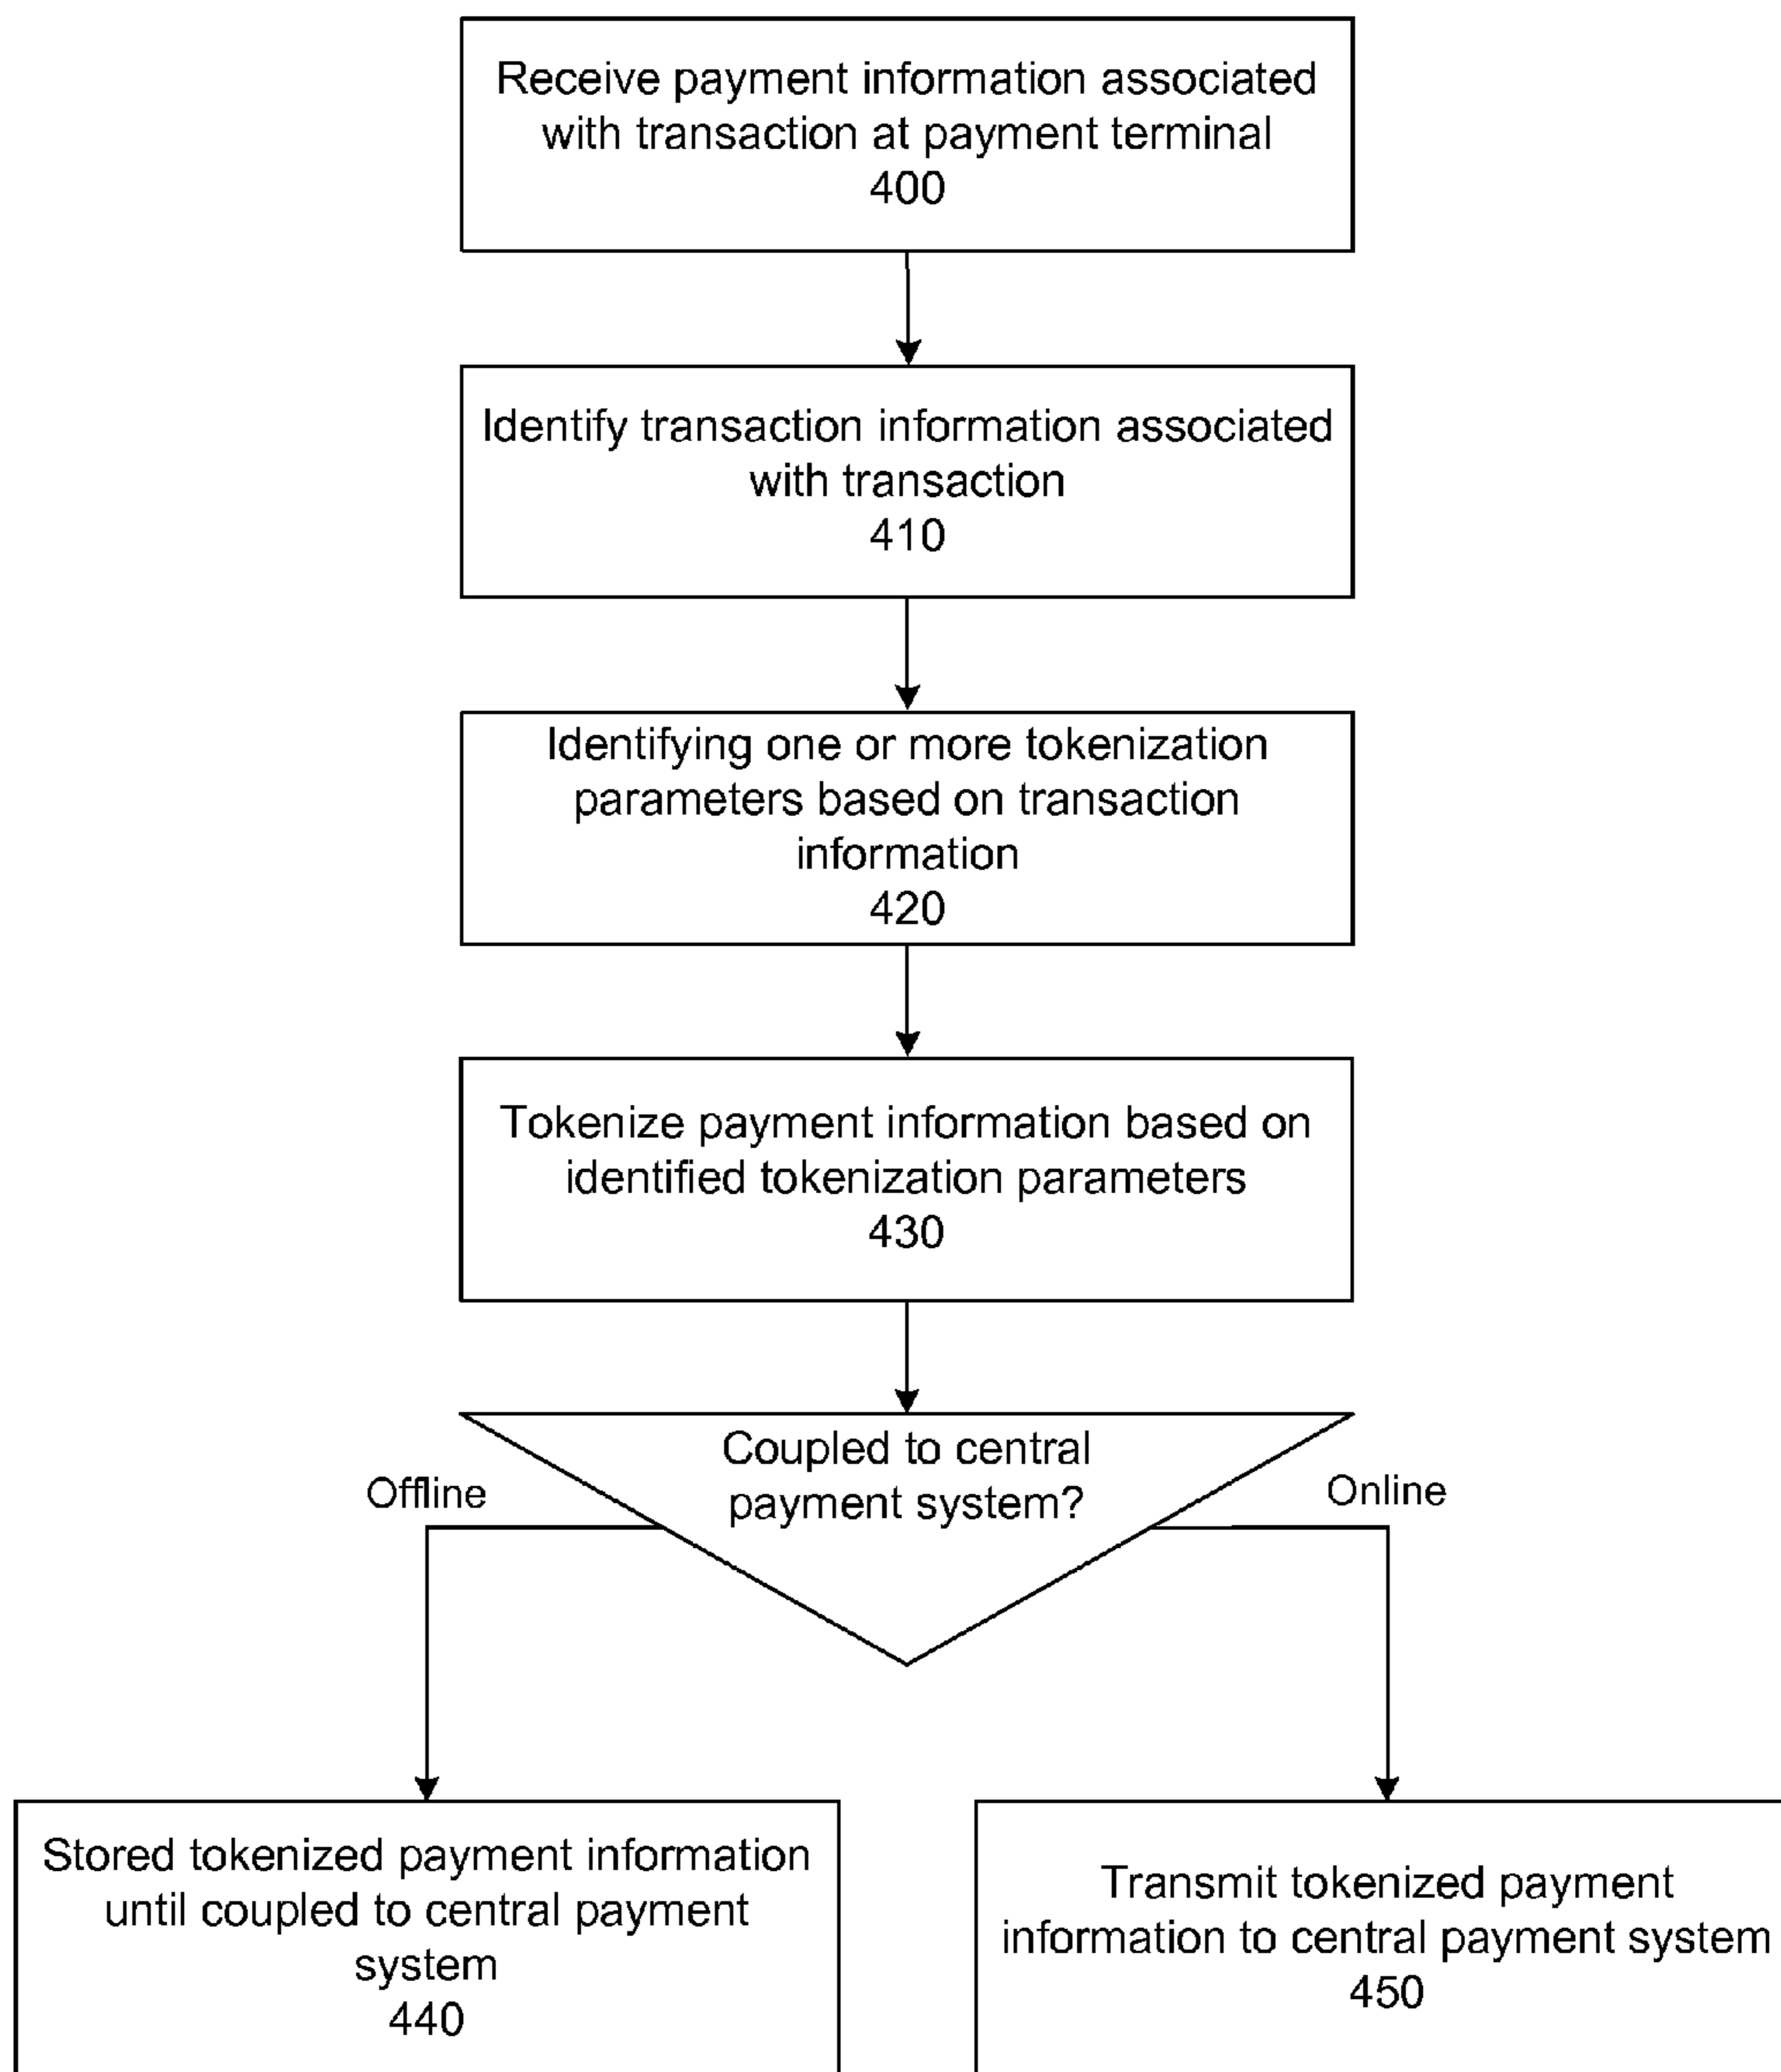 Receive payment information associated
with transaction at payment terminal
400
Identify transaction information associated
with transaction
410
Identifying one or more tokenization
parameters based on transaction
information
420
Tokenize payment information based on
identified tokenization parameters
430
Coupled to central
payment system?
Offline
Online
Stored tokenized payment information
until coupled to central payment
system
440
Transmit tokenized payment
information to central payment system
450